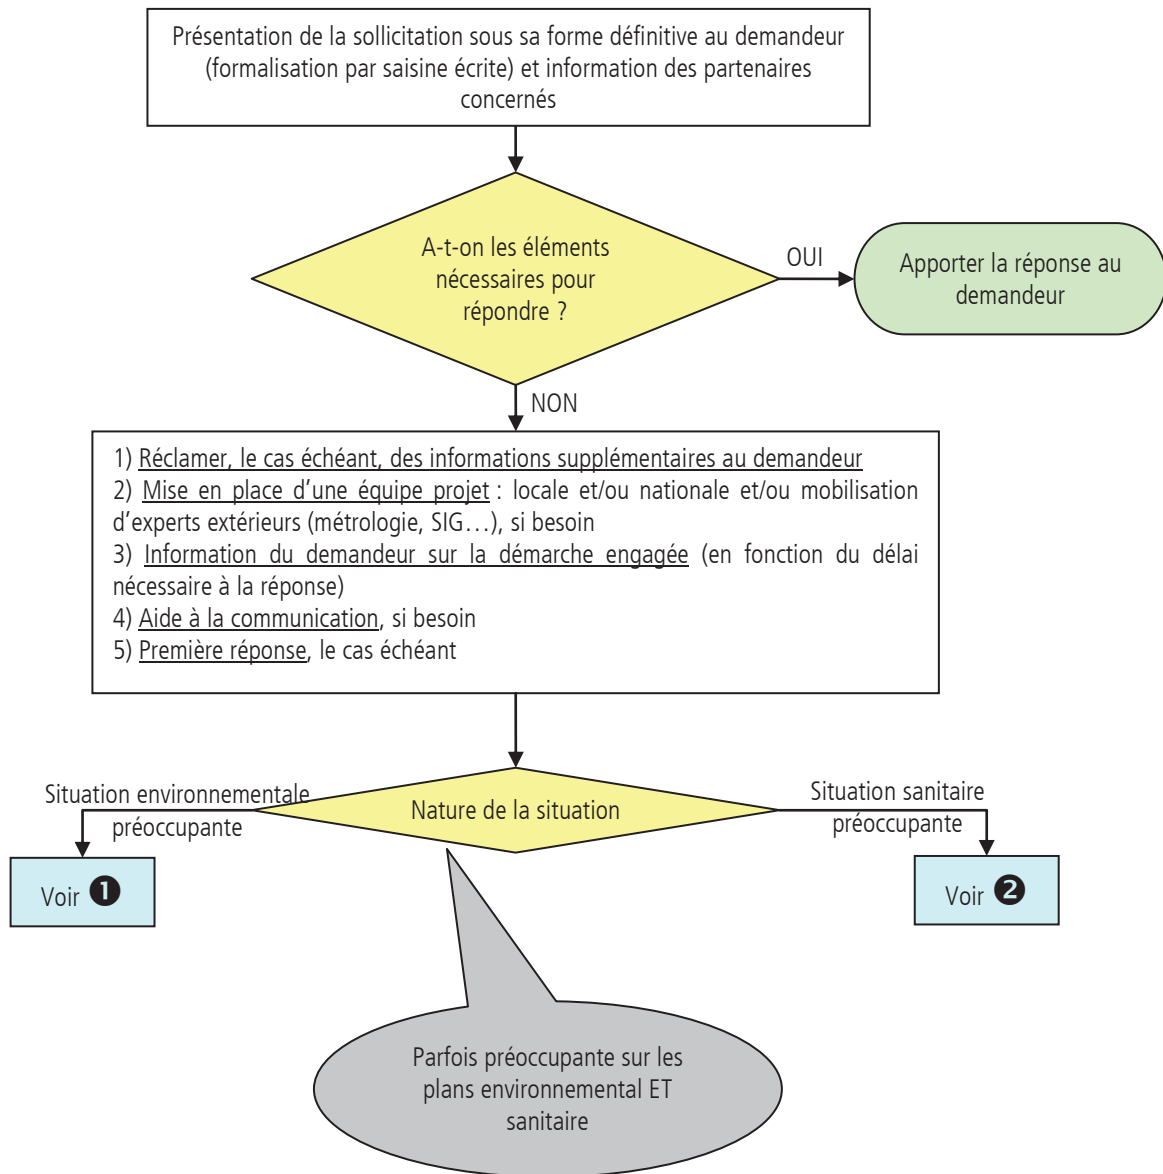 Présentation de la sollicitation sous sa forme définitive au demandeur
(formalisation par saisine écrite) et information des partenaires
concernés
A-t-on les éléments
nécessaires pour
répondre ?
OUI
Apporter la réponse au
demandeur
NON
1) Réclamer, le cas échéant, des informations supplémentaires au demandeur
2) Mise en place d'une équipe projet : locale et/ou nationale et/ou mobilisation
d'experts extérieurs (métrologie, SIG…), si besoin
3) Information du demandeur sur la démarche engagée (en fonction du délai
nécessaire à la réponse)
4) Aide à la communication, si besoin
5) Première réponse, le cas échéant
Situation environnementale
préoccupante
Nature de la situation
Situation sanitaire
préoccupante
Voir ❶
Voir ❷
Parfois préoccupante sur les
plans environnemental ET
sanitaire